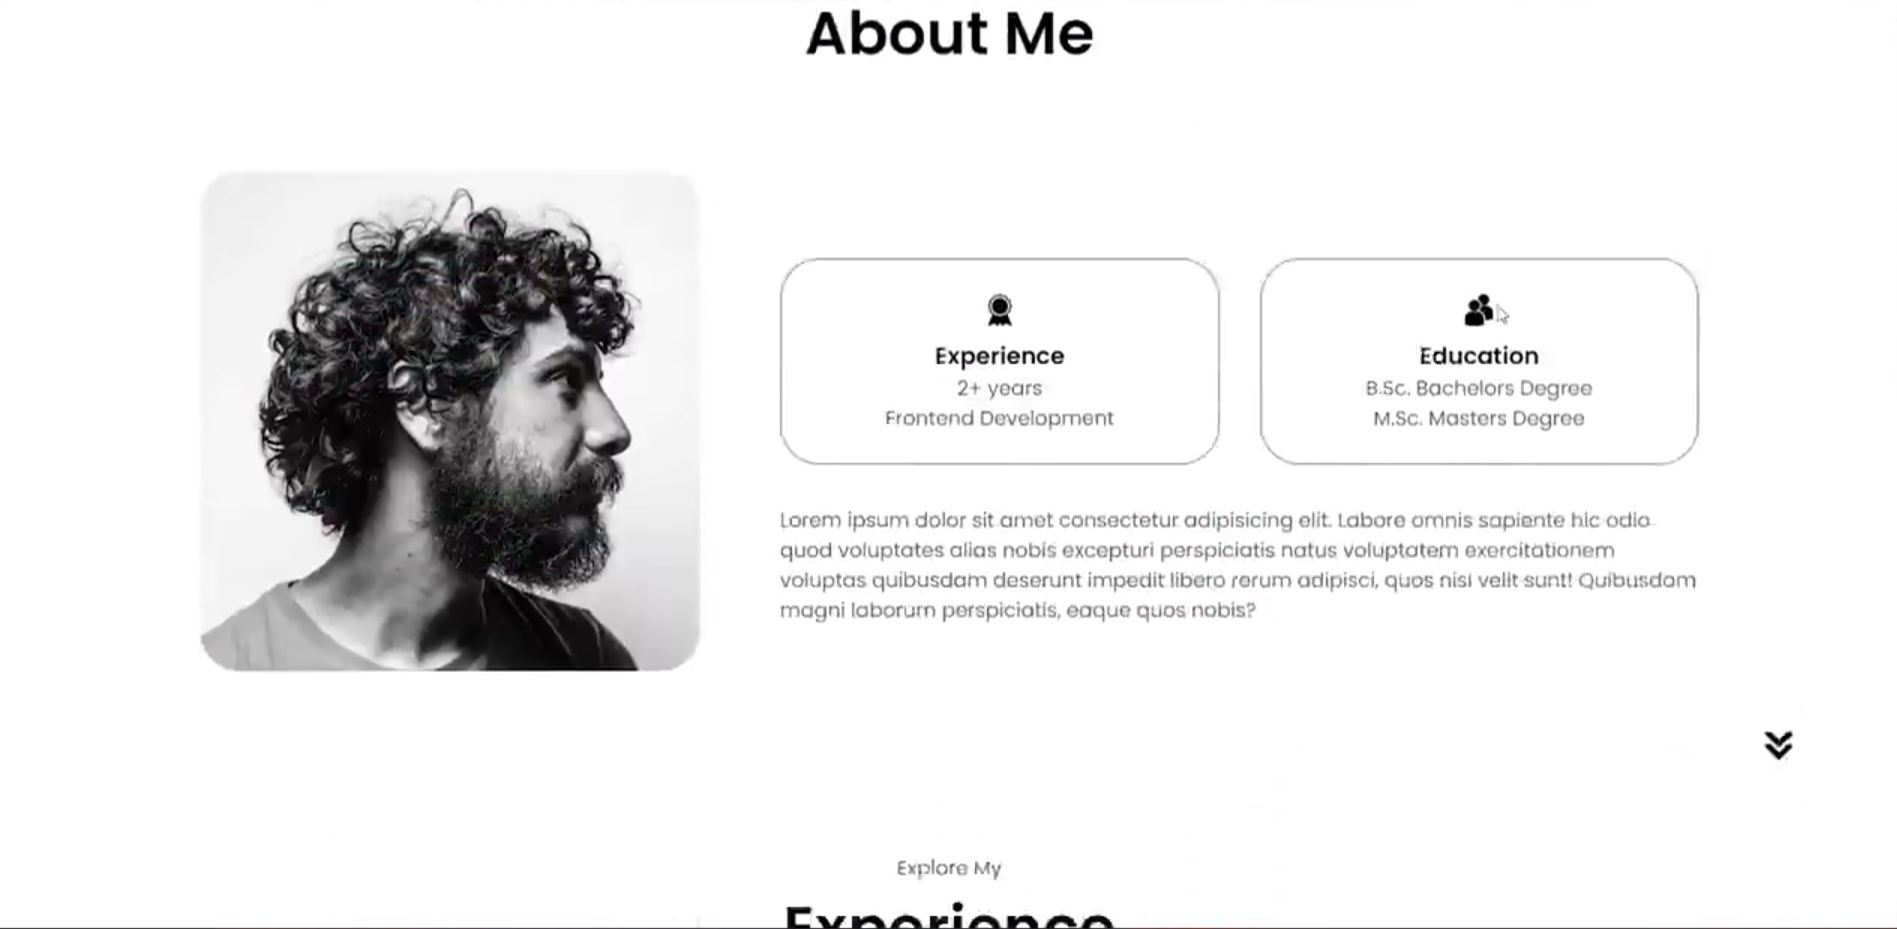 About Me
Experience
2+ years
Frontend Development
Education
B.Sc. Bachelors Degree
M.Sc. Masters Degree
Lorem ipsum dolor sit amet consectetur adipisicing elit. Labore omnis sapiente hic odio
quod voluptates alias nobis excepturi perspiciatis natus voluptatem exercitationem
voluptas quibusdam deserunt impedit libero rerum adipisci, quos nisi velit sunt! Quibusdam
magni laborum perspiciatis, eaque quos nobis?
Explore My
Experience